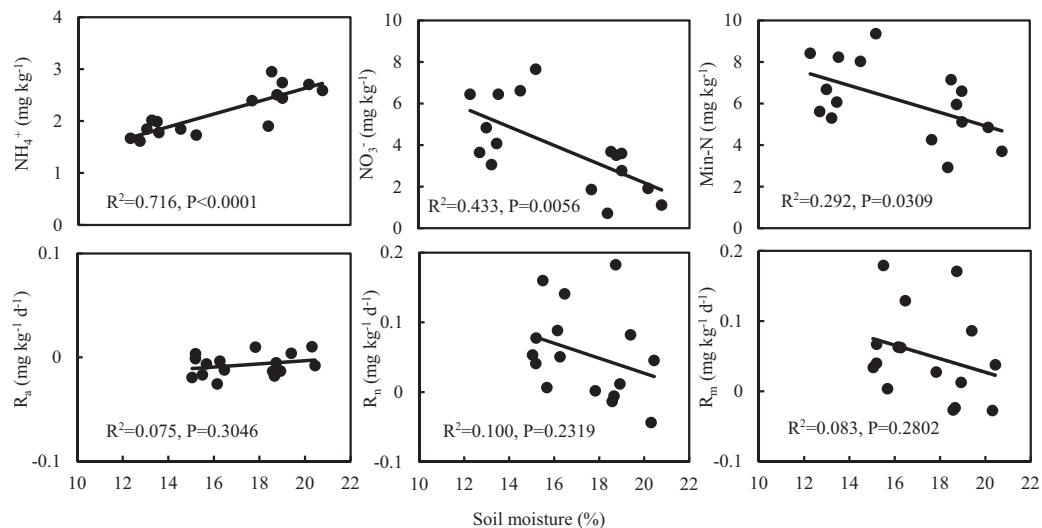 4
3
2
1
0
NH₄⁺ (mg kg⁻¹)
R²=0.716, P<0.0001
10
8
6
4
2
0
NO₃⁻ (mg kg⁻¹)
R²=0.433, P=0.0056
10
8
6
4
2
0
Min-N (mg kg⁻¹)
R²=0.292, P=0.0309
0.1
0
-0.1
Rₐ (mg kg⁻¹ d⁻¹)
R²=0.075, P=0.3046
10 12 14 16 18 20 22
0.2
0.1
0
-0.1
Rₙ (mg kg⁻¹ d⁻¹)
R²=0.100, P=0.2319
10 12 14 16 18 20 22
0.2
0.1
0
-0.1
Rₘ (mg kg⁻¹ d⁻¹)
R²=0.083, P=0.2802
10 12 14 16 18 20 22
Soil moisture (%)